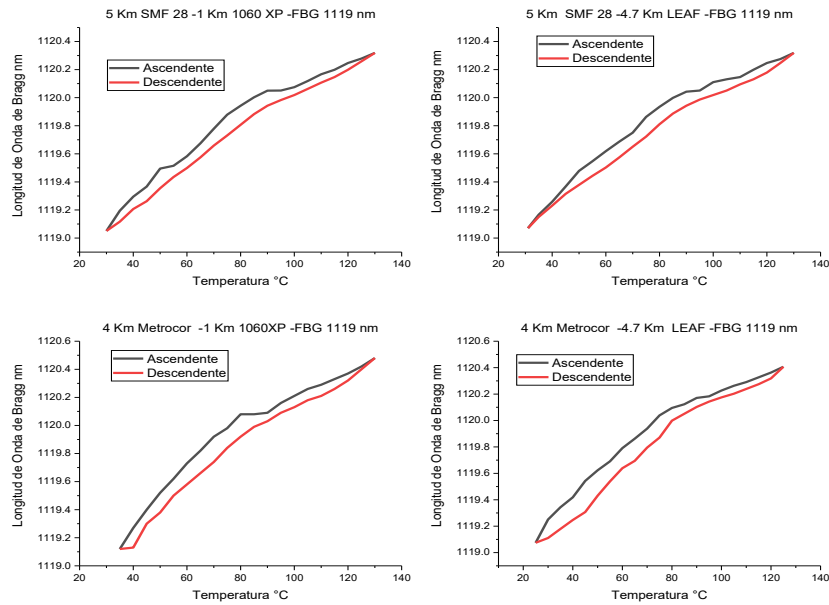 5 Km SMF 28 -1 Km 1060 XP -FBG 1119 nm
Longitud de Onda de Bragg nm
1120.4
1120.2
1120.0
1119.8
1119.6
1119.4
1119.2
1119.0
Ascendente
Descendente
20 40 60 80 100 120 140
Temperatura °C
5 Km SMF 28 -4.7 Km LEAF -FBG 1119 nm
Longitud de Onda de Bragg nm
1120.4
1120.2
1120.0
1119.8
1119.6
1119.4
1119.2
1119.0
Ascendente
Descendente
20 40 60 80 100 120 140
Temperatura °C
4 Km Metrocor -1 Km 1060XP -FBG 1119 nm
Longitud de Onda de Bragg nm
1120.6
1120.4
1120.2
1120.0
1119.8
1119.6
1119.4
1119.2
1119.0
Ascendente
Descendente
20 40 60 80 100 120 140
Temperatura °C
4 Km Metrocor -4.7 Km LEAF -FBG 1119 nm
Longitud de Onda de Bragg nm
1120.6
1120.4
1120.2
1120.0
1119.8
1119.6
1119.4
1119.2
1119.0
Ascendente
Descendente
20 40 60 80 100 120 140
Temperatura °C